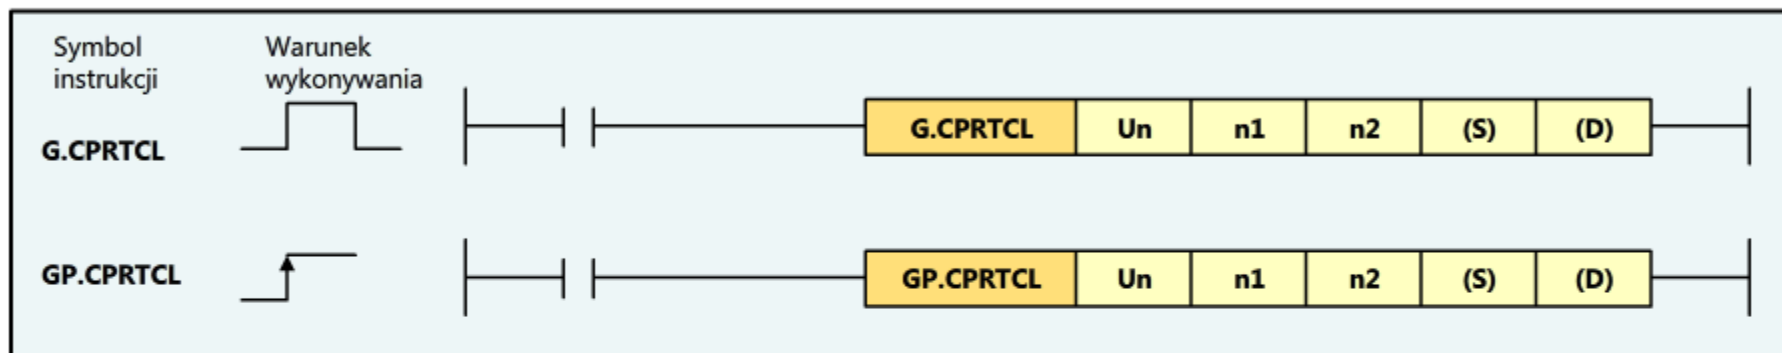 Symbol
instrukcji
Warunek
wykonywania
G.CPRTCL
G.CPRTCL Un n1 n2 (S) (D)
GP.CPRTCL
GP.CPRTCL Un n1 n2 (S) (D)